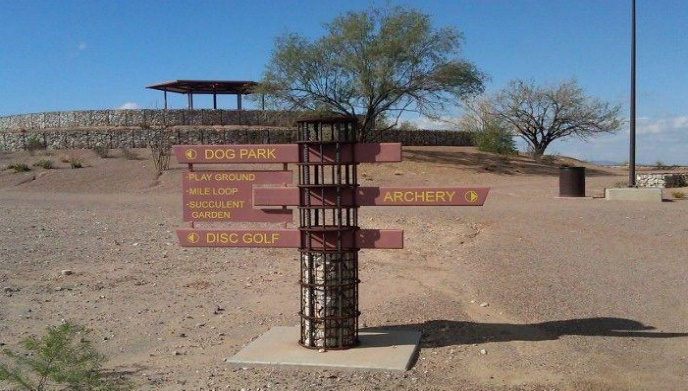 DOG PARK
-PLAY GROUND
-MILE LOOP
-SUCCULENT
GARDEN
ARCHERY
DISC GOLF